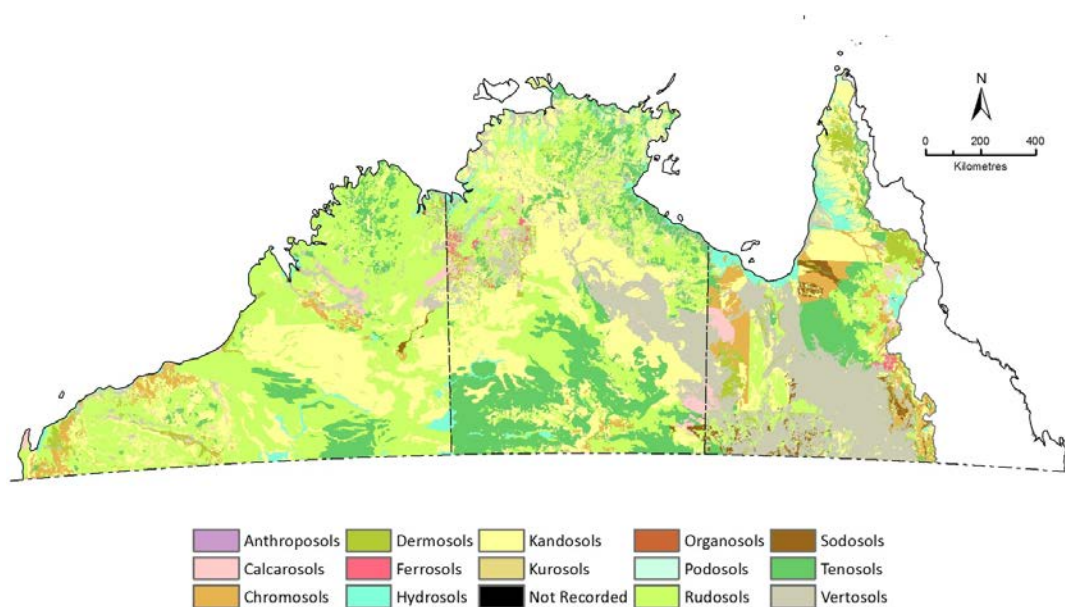 N
0 200 400
Kilometres
Anthroposols Dermosols Kandosols Organosols Sodosols
Calcarosols Ferrosols Kurosols Podosols Tenosols
Chromosols Hydrosols Not Recorded Rudosols Vertosols